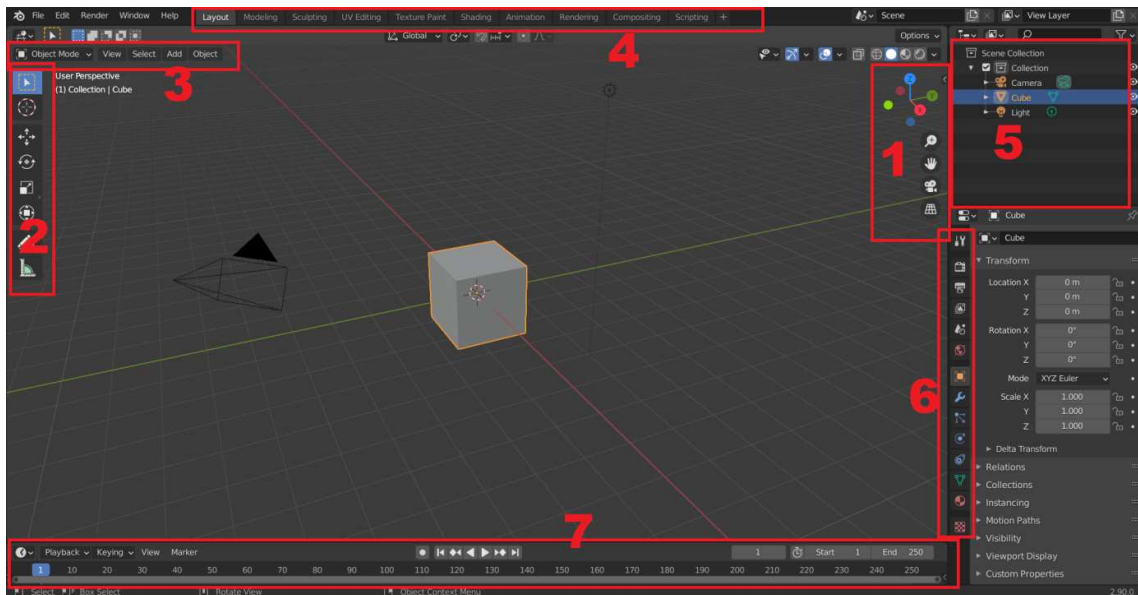 File Edit Render Window Help Layout Modeling Sculpting UV Editing Texture Paint Shading Animation Rendering Compositing Scripting + Scene View Layer
4
Global Options
Object Mode View Select Add Object
3
User Perspective
(1) Collection | Cube
Scene Collection
Collection
Camera
Cube
Light
Z
Y
X
1
5
2
Cube
Cube
Transform
Location X 0 m
Y 0 m
Z 0 m
Rotation X 0°
Y 0°
Z 0°
Mode XYZ Euler
6
Scale X 1.000
Y 1.000
Z 1.000
Delta Transform
Relations
Collections
Instancing
Motion Paths
Visibility
Viewport Display
Custom Properties
7
Playback Keying View Marker 1 Start 1 End 250
1 10 20 30 40 50 60 70 80 90 100 110 120 130 140 150 160 170 180 190 200 210 220 230 240 250
Select Box Select Rotate View Object Context Menu 2.90.0